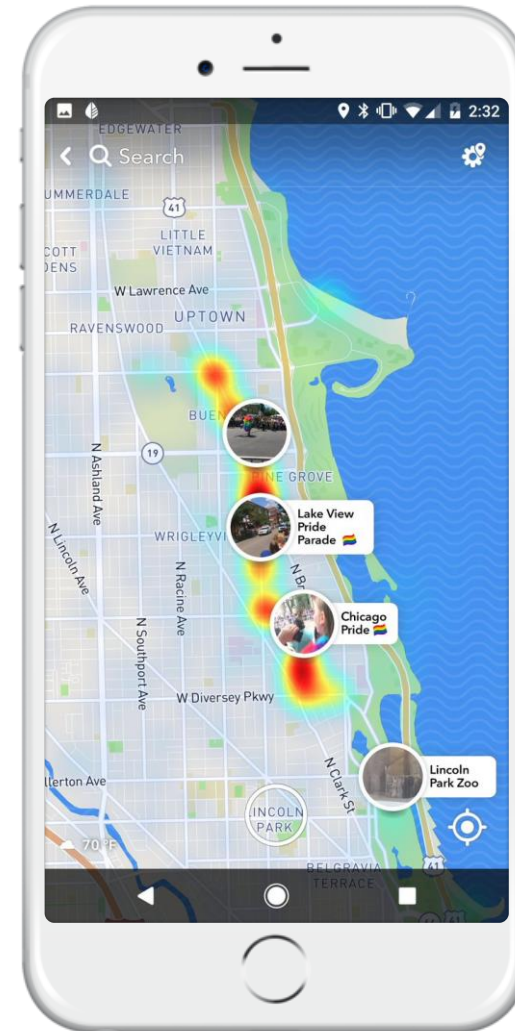 2:32
EDGEWATER
Search
UMMERDALE
41
LITTLE
VIETNAM
COTT
DENS
W Lawrence Ave
UPTOWN
RAVENSWOOD
BUEN
19
PINE GROVE
N Ashland Ave
Lake View
Pride
Parade 🏳️‍🌈
WRIGLEYVI
N Lincoln Ave
N Racine Ave
N Br
Chicago
Pride 🏳️‍🌈
N Southport Ave
W Diversey Pkwy
N Clark St
Lincoln
Park Zoo
llerton Ave
LINCOLN
PARK
70 °F
BELGRAVIA
TERRACE
41